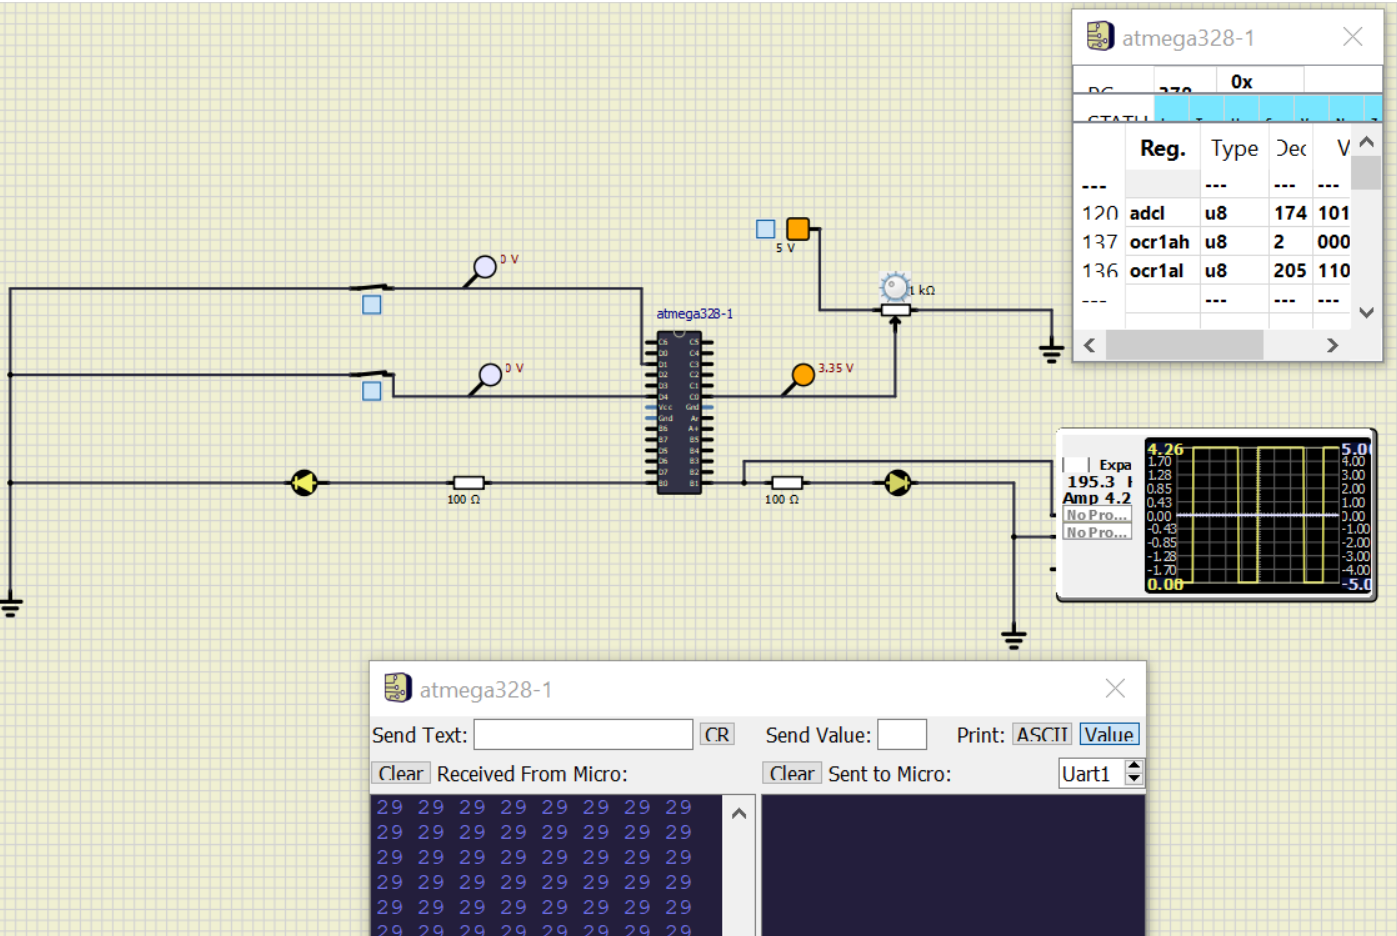 atmega328-1
0x
PC 378
STATU
Reg. Type Dec V
--- --- --- ---
120 adcl u8 174 101
137 ocr1ah u8 2 000
136 ocr1al u8 205 110
--- --- --- ---
5 V
0 V
1 kΩ
atmega328-1
0 V
3.35 V
C6 C5
D0 C4
D1 C3
D2 C2
D3 C1
D4 C0
Vcc Gnd
Gnd Ar
B6 A+
B7 B5
D5 B4
D6 B3
D7 B2
B0 B1
100 Ω
100 Ω
Expa
195.3
Amp 4.2
No Pro...
No Pro...
4.26 5.0
1.70 4.00
1.28 3.00
0.85 2.00
0.43 1.00
0.00 0.00
-0.43 -1.00
-0.85 -2.00
-1.28 -3.00
-1.70 -4.00
0.00 -5.0
atmega328-1
Send Text: CR Send Value: Print: ASCII Value
Clear Received From Micro: Clear Sent to Micro: Uart1
29 29 29 29 29 29 29 29
29 29 29 29 29 29 29 29
29 29 29 29 29 29 29 29
29 29 29 29 29 29 29 29
29 29 29 29 29 29 29 29
29 29 29 29 29 29 29 29